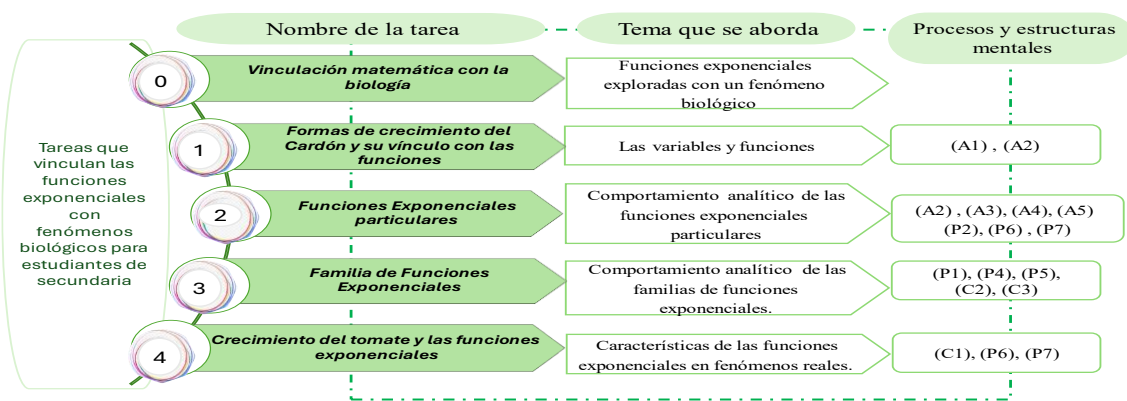 Nombre de la tarea
Tema que se aborda
Procesos y estructuras
mentales
Tareas que
vinculan las
funciones
exponenciales
con
fenómenos
biológicos para
estudiantes de
secundaria
0
Vinculación matemática con la
biología
Funciones exponenciales
exploradas con un fenómeno
biológico
1
Formas de crecimiento del
Cardón y su vínculo con las
funciones
Las variables y funciones
(A1) , (A2)
2
Funciones Exponenciales
particulares
Comportamiento analítico de las
funciones exponenciales
particulares
(A2) , (A3), (A4), (A5)
(P2), (P6) , (P7)
3
Familia de Funciones
Exponenciales
Comportamiento analítico de las
familias de funciones
exponenciales.
(P1), (P4), (P5),
(C2), (C3)
4
Crecimiento del tomate y las funciones
exponenciales
Características de las funciones
exponenciales en fenómenos reales.
(C1), (P6), (P7)